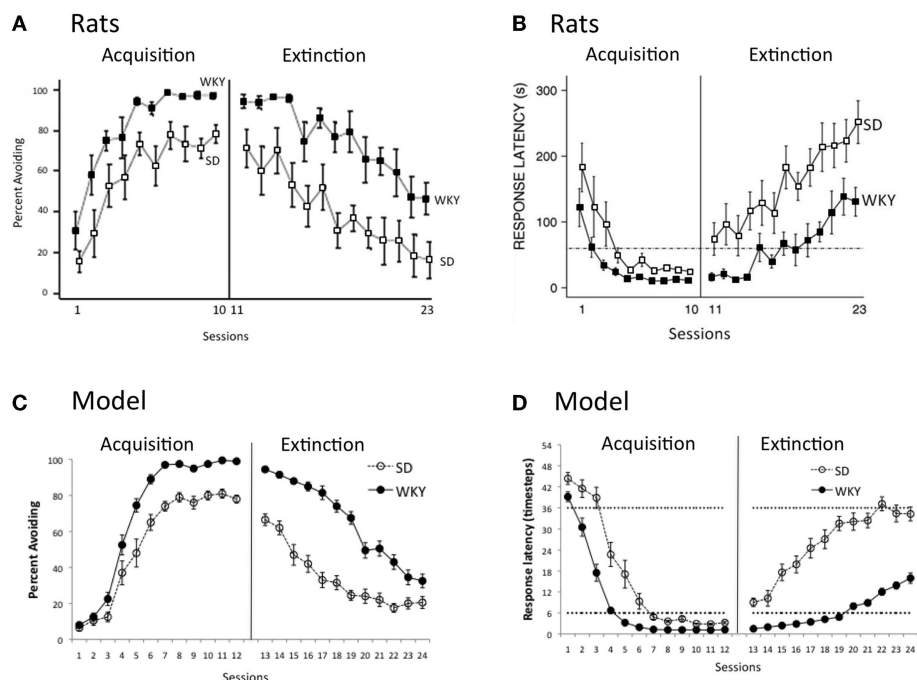 A Rats
Acquisition Extinction
WKY
SD
WKY
SD
Percent Avoiding
100
80
60
40
20
0
1 10 11 23
Sessions
B Rats
Acquisition Extinction
SD
WKY
RESPONSE LATENCY (s)
300
200
100
0
1 10 11 23
Sessions
C Model
Acquisition Extinction
SD
WKY
Percent Avoiding
100
80
60
40
20
0
1 2 3 4 5 6 7 8 9 10 11 12 13 14 15 16 17 18 19 20 21 22 23 24
Sessions
D Model
Acquisition Extinction
SD
WKY
Response latency (timesteps)
54
48
42
36
30
24
18
12
6
0
1 2 3 4 5 6 7 8 9 10 11 12 13 14 15 16 17 18 19 20 21 22 23 24
Sessions